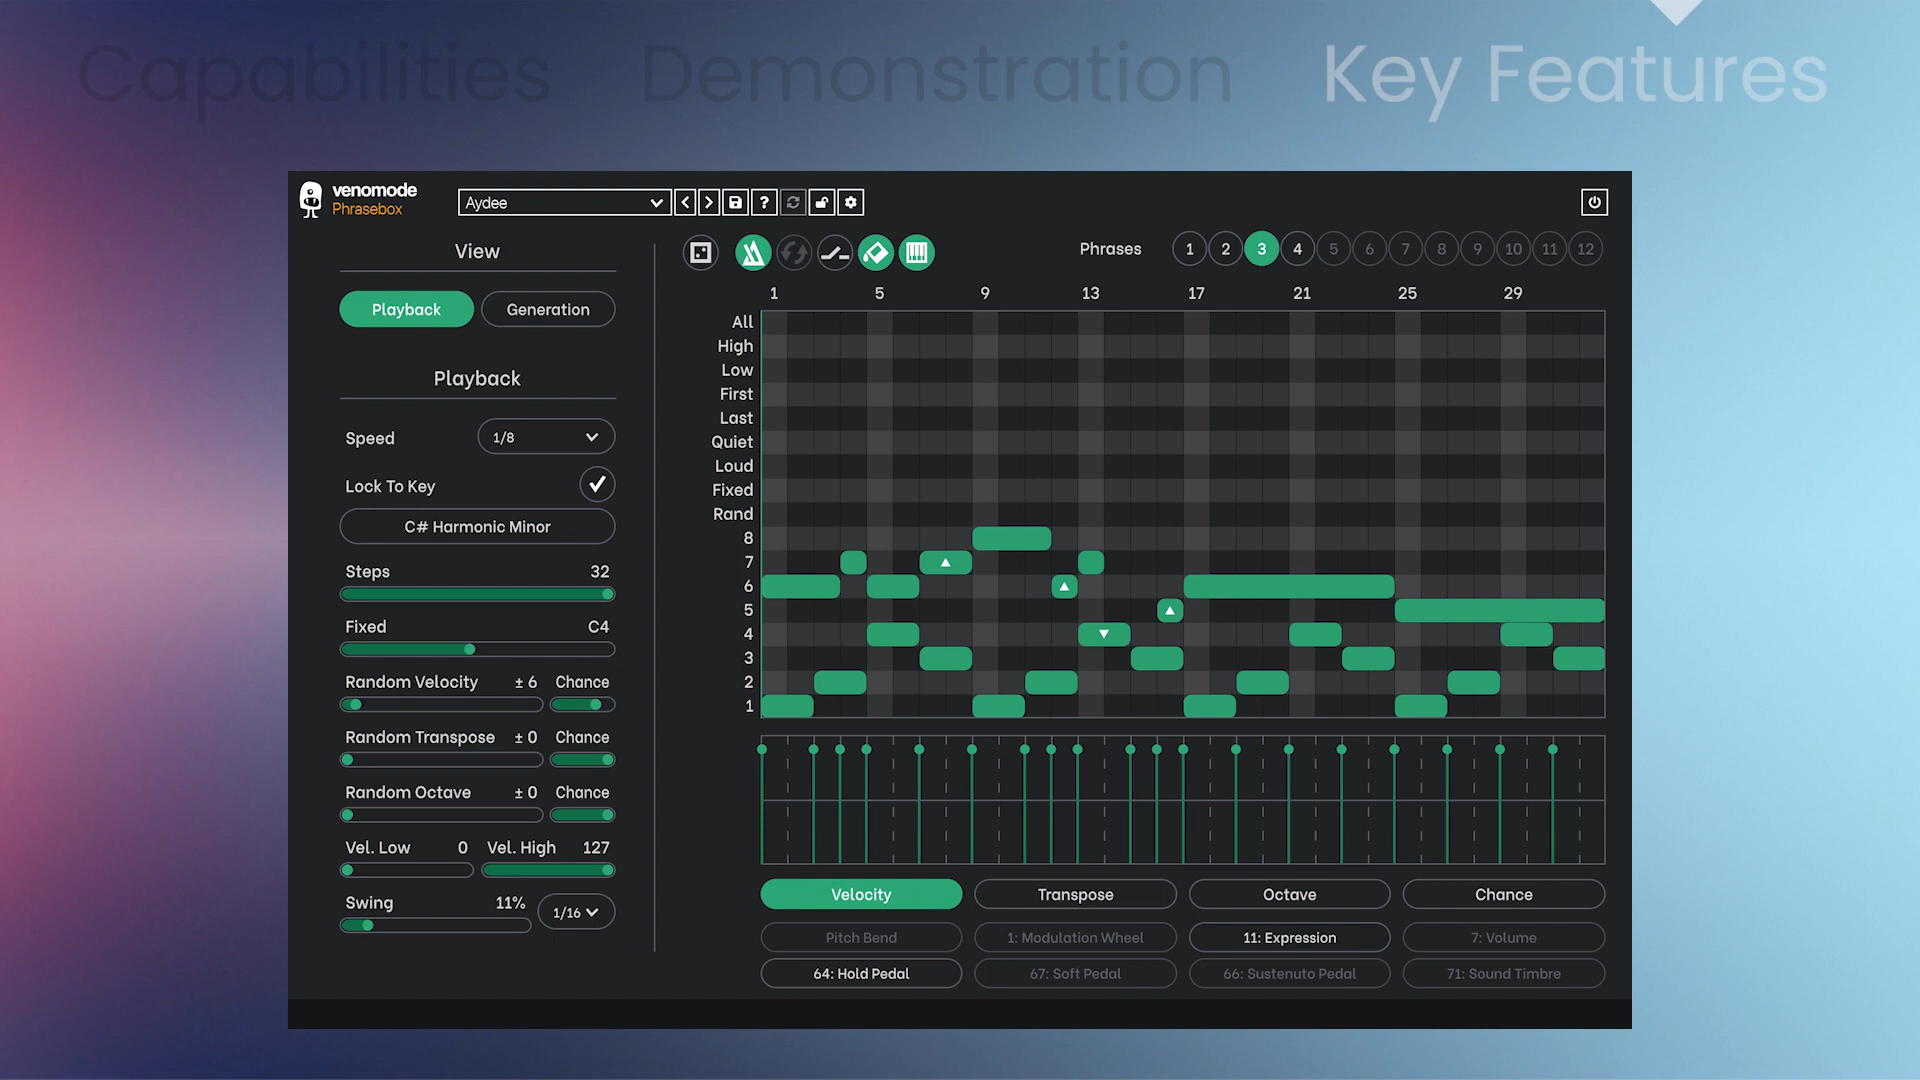 Capabilities Demonstration Key Features
venomode
Phrasebox
Aydee
?
View
Playback Generation
Playback
Speed 1/8
Lock To Key
C# Harmonic Minor
Steps 32
Fixed C4
Random Velocity ± 6 Chance
Random Transpose ± 0 Chance
Random Octave ± 0 Chance
Vel. Low 0 Vel. High 127
Swing 11% 1/16
Phrases 1 2 3 4 5 6 7 8 9 10 11 12
1 5 9 13 17 21 25 29
All
High
Low
First
Last
Quiet
Loud
Fixed
Rand
8
7
6
5
4
3
2
1
Velocity Transpose Octave Chance
Pitch Bend 1: Modulation Wheel 11: Expression 7: Volume
64: Hold Pedal 67: Soft Pedal 66: Sustenuto Pedal 71: Sound Timbre